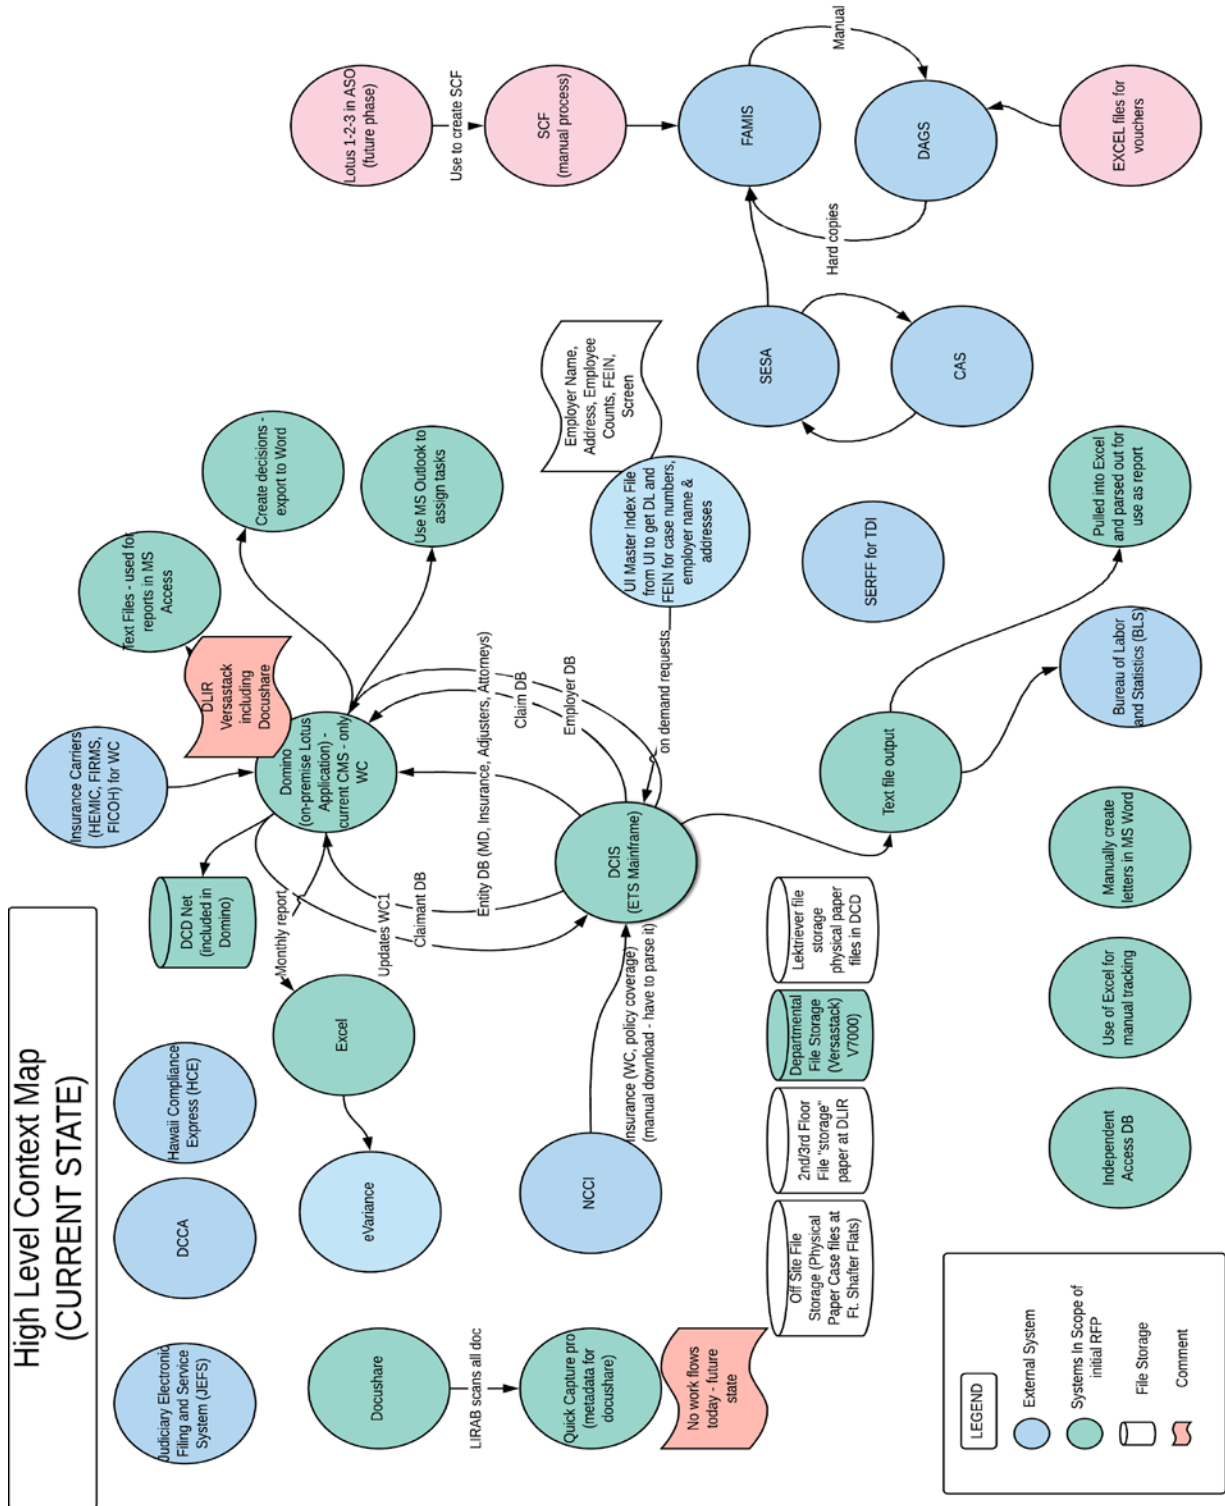 High Level Context Map
(CURRENT STATE)
Judiciary Electronic
Filing and Service
System (JEFS)
DCCA
Hawaii Compliance
Express (HCE)
Insurance Carriers
(HEMIC, FIRMS,
FICOH) for WC
Text Files - used for
reports in MS
Access
Create decisions -
export to Word
Use MS Outlook to
assign tasks
DLIR
Versastack
including
Docushare
DCD Net
(included in
Domino)
Domino
(on-premise Lotus
Application) -
current CMS - only
WC
Lotus 1-2-3 in ASO
(future phase)
Use to create SCF
SCF
(manual process)
FAMIS
Manual
DAGS
Hard copies
EXCEL files for
vouchers
Docushare
LIRAB scans all doc
Quick Capture pro
(metadata for
docushare)
No work flows
today - future
state
eVariance
Excel
Monthly report
Updates WC1
Claimant DB
Entity DB (MD, Insurance, Adjusters, Attorneys)
Claim DB
Employer DB
Employer Name,
Address, Employee
Counts, FEIN,
Screen
UI Master Index File
from UI to get DL and
FEIN for case numbers,
employer name &
addresses
on demand requests
SESA
CAS
NCCI
Insurance (WC, policy coverage)
(manual download - have to parse it)
DCIS
(ETS Mainframe)
SERFF for TDI
Off Site File
Storage (Physical
Paper Case files at
Ft. Shafter Flats)
2nd/3rd Floor
File "storage"
paper at DLIR
Departmental
File Storage
(Versastack)
V7000)
Lektriever file
storage
physical paper
files in DCD
Text file output
Pulled into Excel
and parsed out for
use as report
Bureau of Labor
and Statistics (BLS)
Independent
Access DB
Use of Excel for
manual tracking
Manually create
letters in MS Word
LEGEND
External System
Systems In Scope of
initial RFP
File Storage
Comment